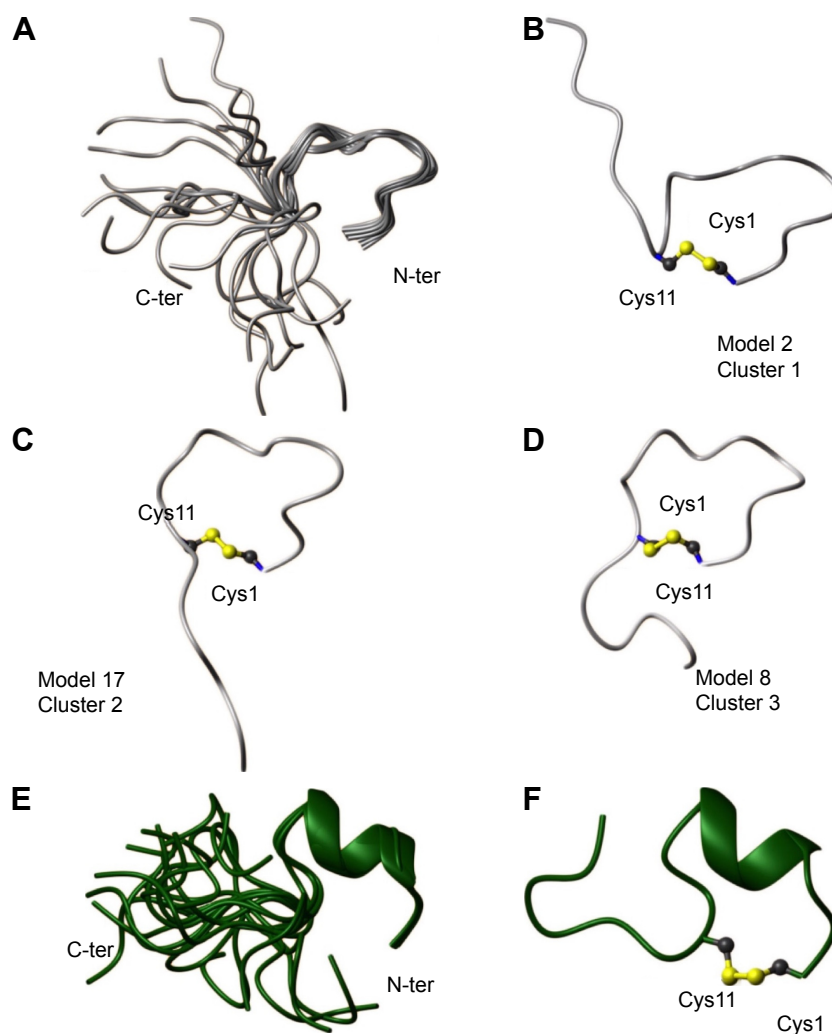 A
C-ter
N-ter
B
Cys1
Cys11
Model 2
Cluster 1
C
Cys11
Cys1
Model 17
Cluster 2
D
Cys1
Cys11
Model 8
Cluster 3
E
C-ter
N-ter
F
Cys11
Cys1